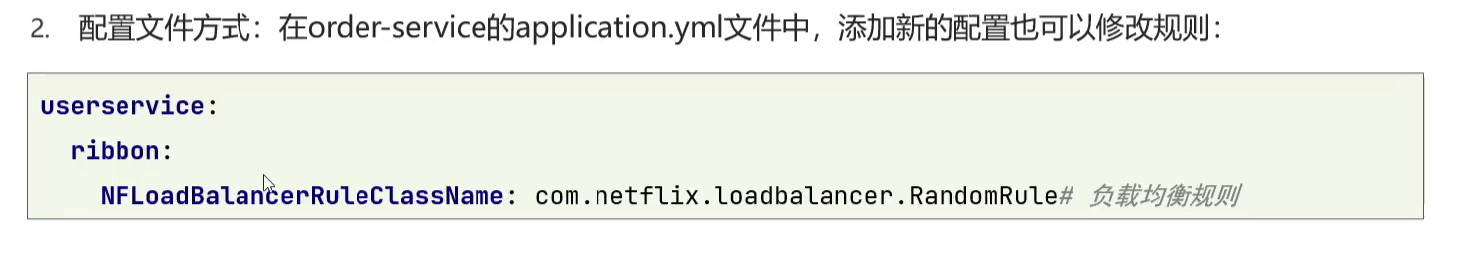 2. 配置文件方式：在order-service的application.yml文件中，添加新的配置也可以修改规则：
userservice:
ribbon:
NFLoadBalancerRuleClassName: com.netflix.loadbalancer.RandomRule# 负载均衡规则